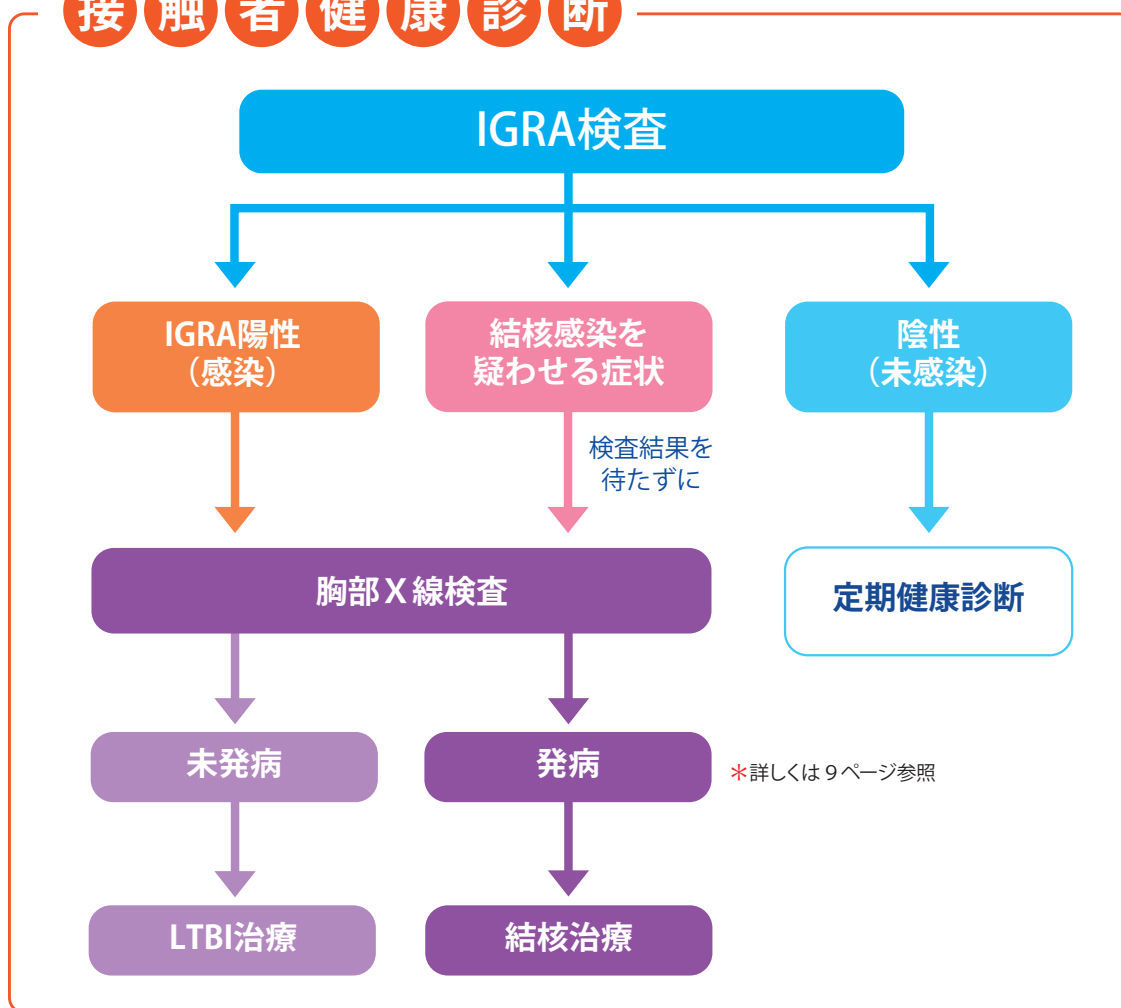 接触者健康診断
IGRA検査
IGRA陽性
（感染）
結核感染を
疑わせる症状
陰性
（未感染）
検査結果を
待たずに
胸部X線検査
定期健康診断
未発病
発病
*詳しくは9ページ参照
LTBI治療
結核治療